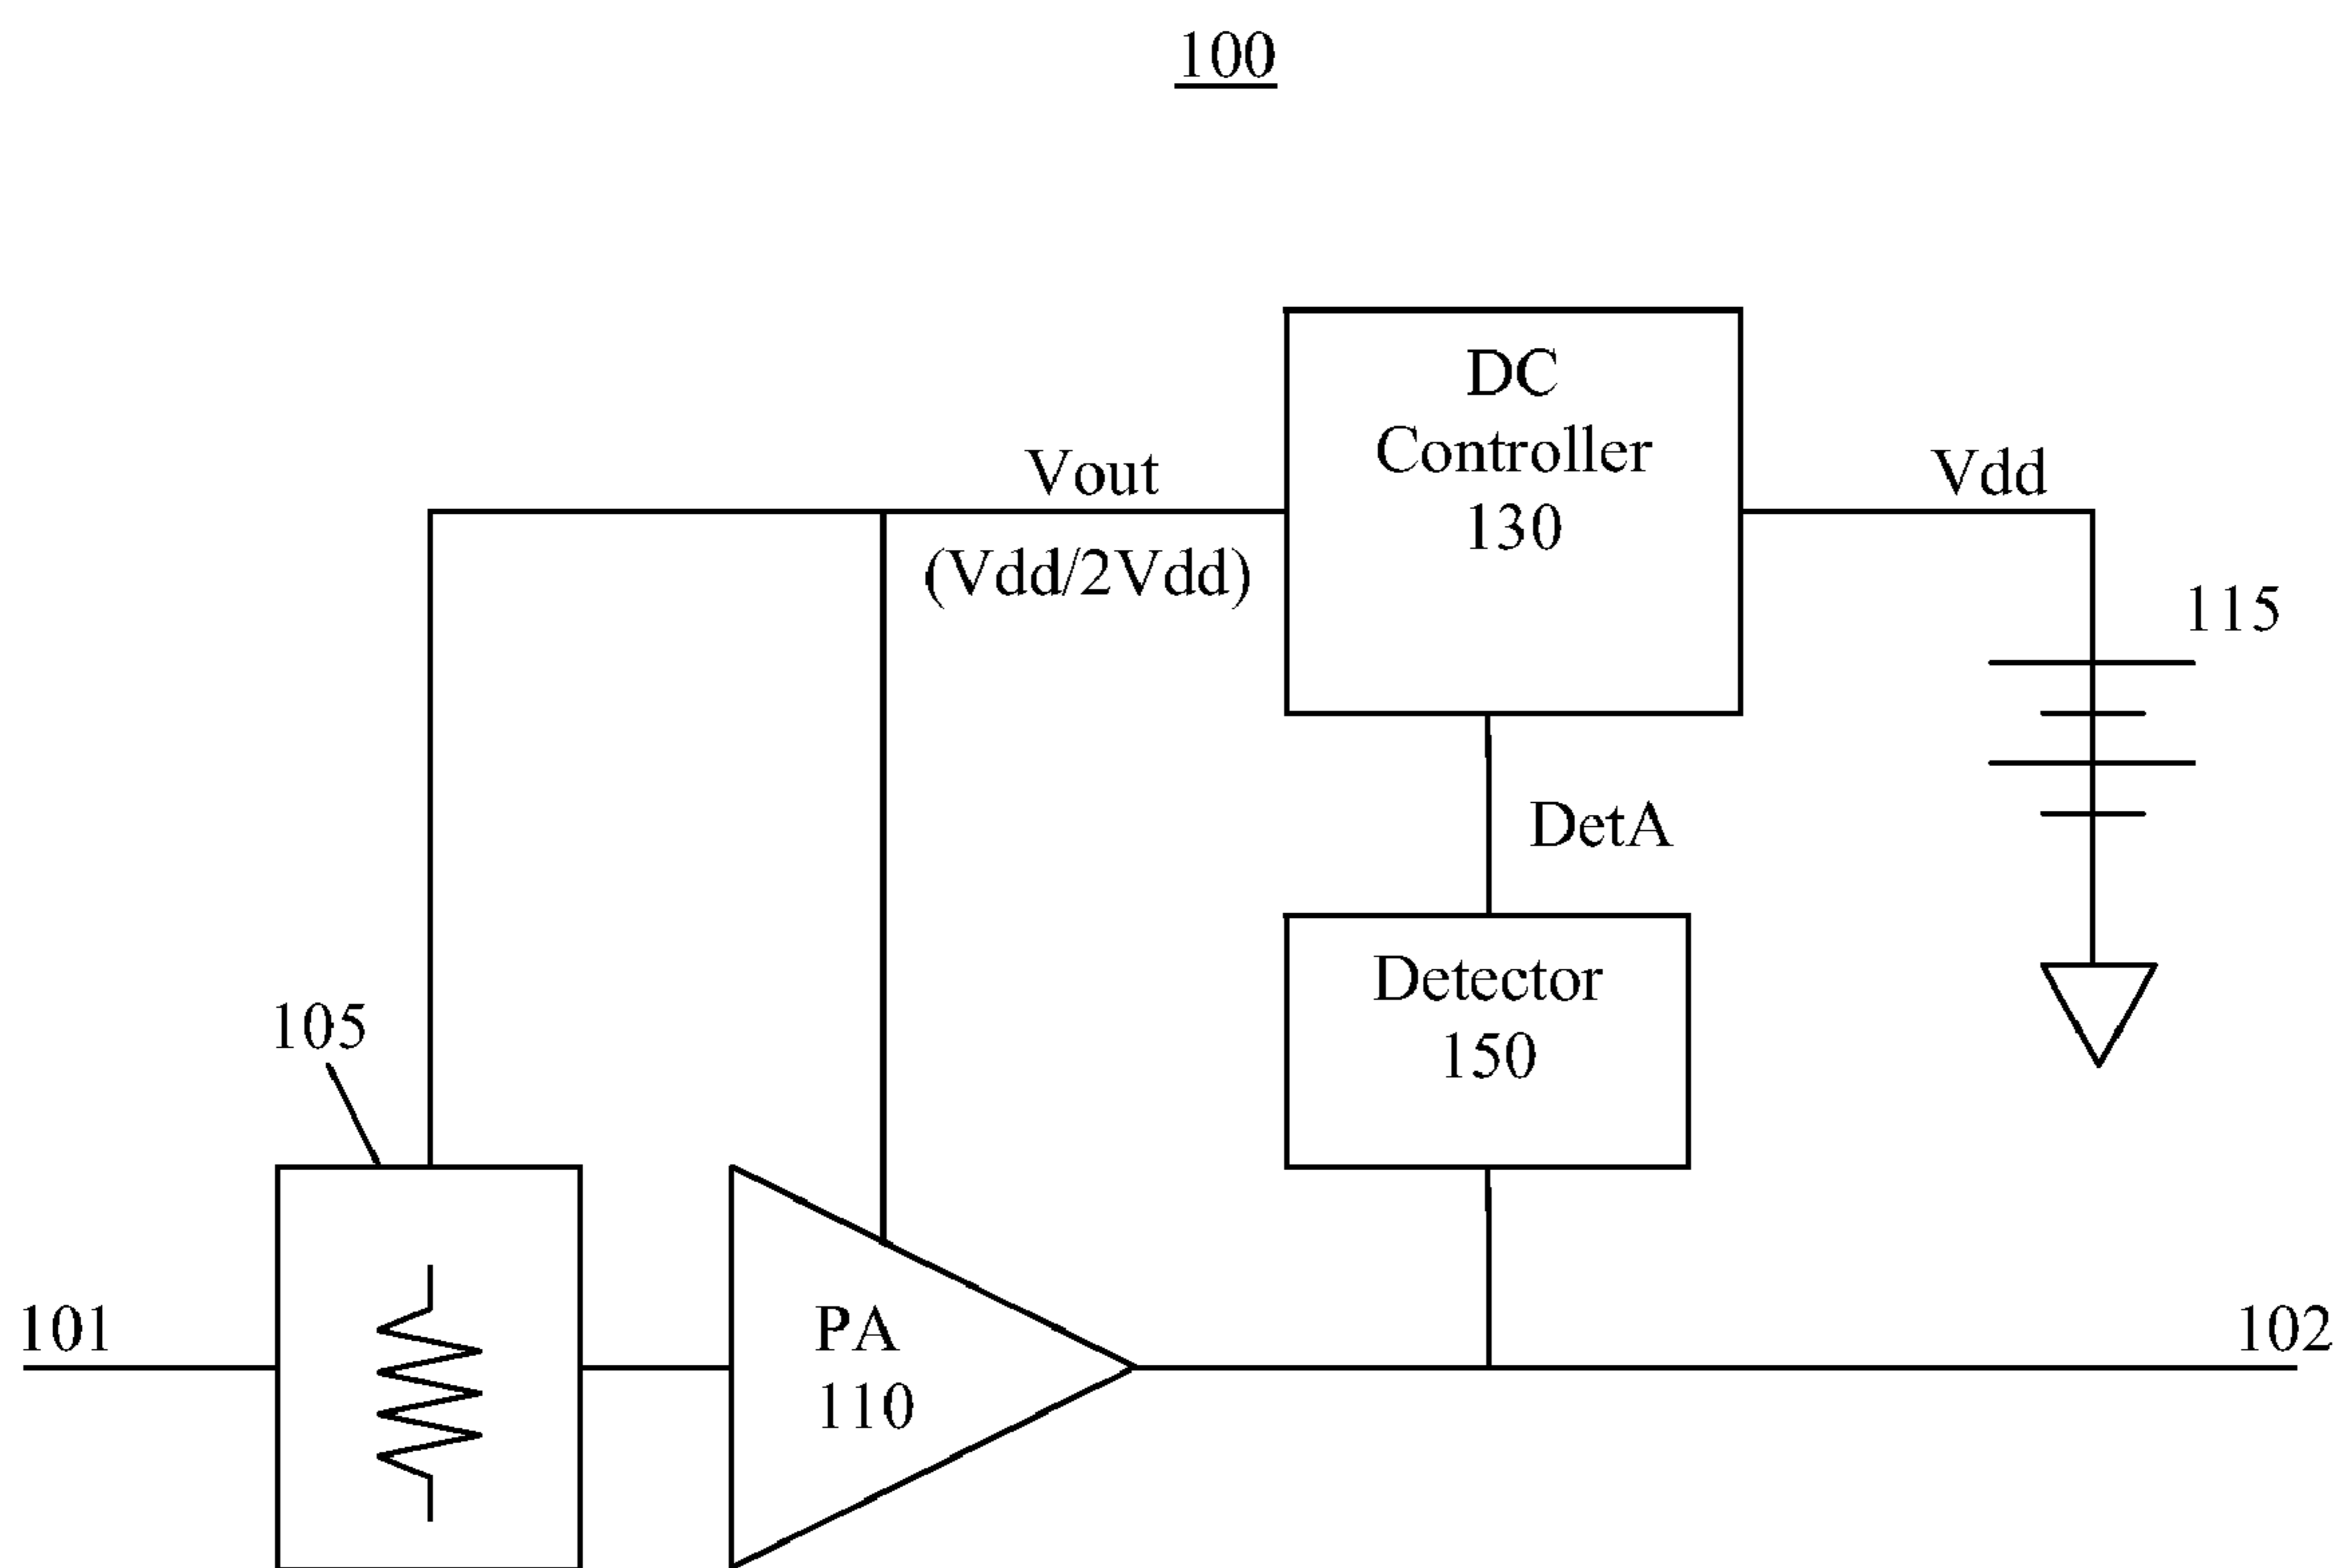 100
DC
Controller
130
Vout
(Vdd/2Vdd)
Vdd
115
DetA
Detector
150
105
101
PA
110
102